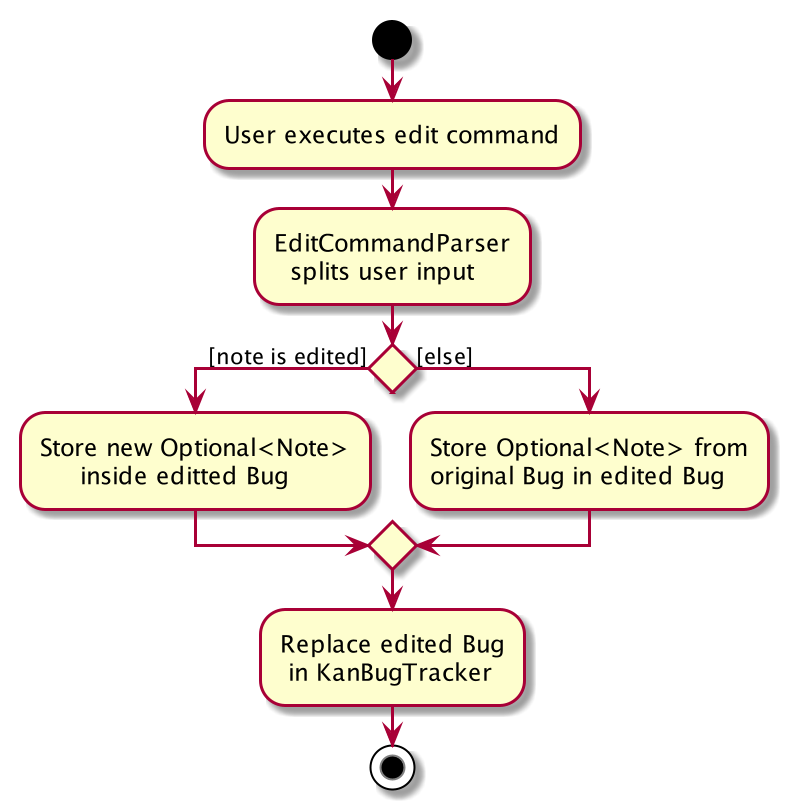 User executes edit command
EditCommandParser
splits user input
[note is edited]
[else]
Store new Optional<Note>
inside editted Bug
Store Optional<Note> from
original Bug in edited Bug
Replace edited Bug
in KanBugTracker